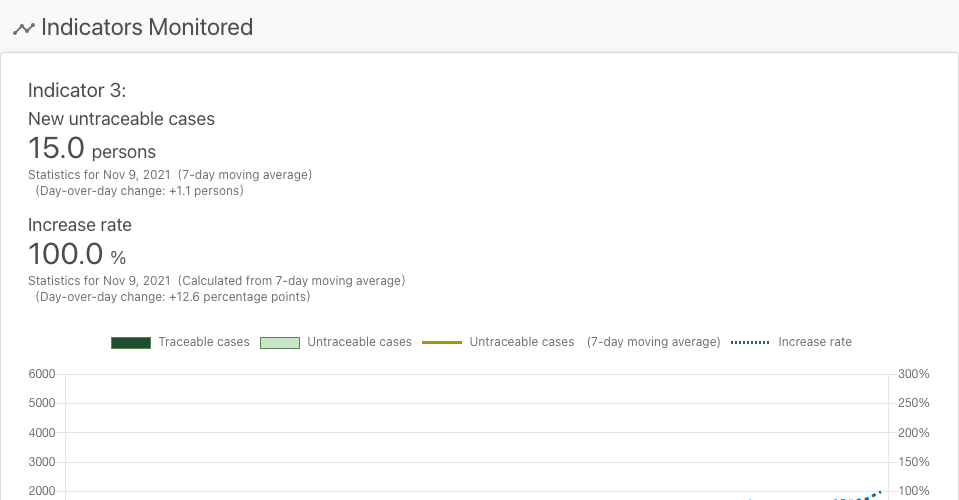 Indicators Monitored
Indicator 3:
New untraceable cases
15.0 persons
Statistics for Nov 9, 2021 (7-day moving average)
(Day-over-day change: +1.1 persons)
Increase rate
100.0 %
Statistics for Nov 9, 2021 (Calculated from 7-day moving average)
(Day-over-day change: +12.6 percentage points)
Traceable cases Untraceable cases Untraceable cases (7-day moving average) Increase rate
6000 300%
5000 250%
4000 200%
3000 150%
2000 100%